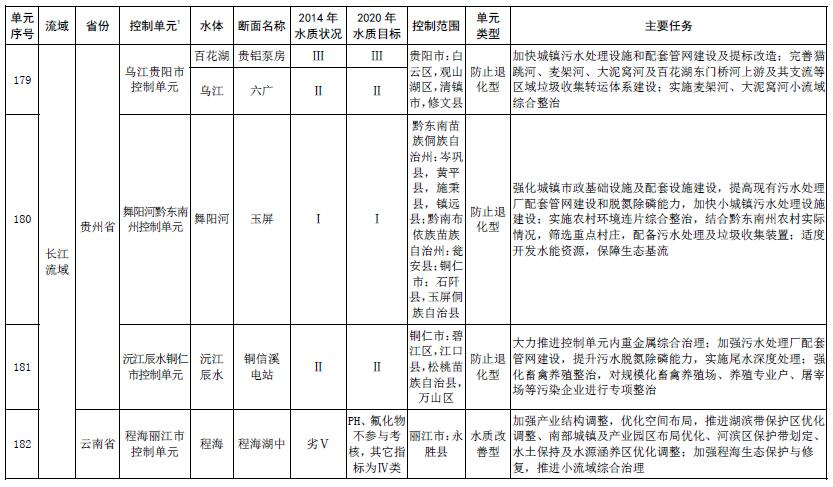 单元序号 流域 省份 控制单元¹ 水体 断面名称 2014年水质状况 2020年水质目标 控制范围 单元类型 主要任务
179
长江流域
贵州省
乌江贵阳市
控制单元
百花湖 贵铝泵房 Ⅲ Ⅲ
乌江 六广 Ⅱ Ⅱ
贵阳市：白
云区，观山
湖区，清镇
市，修文县
防止退
化型
加快城镇污水处理设施和配套管网建设及提标改造；完善猫
跳河、麦架河、大泥窝河及百花湖东门桥河上游及其支流等
区域垃圾收集转运体系建设；实施麦架河、大泥窝河小流域
综合整治
180
舞阳河黔东南
州控制单元
舞阳河 玉屏 Ⅰ Ⅰ
黔东南苗
族侗族自
治州：岑巩
县，黄平
县，施秉
县，镇远
县；黔南布
依族苗族
自治州：瓮
安县；铜仁
市：石阡
县，玉屏侗
族自治县
防止退
化型
强化城镇市政基础设施及配套设施建设，提高现有污水处理
厂配套管网建设和脱氮除磷能力，加快小城镇污水处理设施
建设；实施农村环境连片综合整治，结合黔东南州农村实际
情况，筛选重点村庄，配备污水处理及垃圾收集装置；适度
开发水能资源，保障生态基流
181
沅江辰水铜仁
市控制单元
沅江
辰水
铜信溪
电站
Ⅱ Ⅱ
铜仁市：碧
江区，江口
县，松桃苗
族自治县，
万山区
防止退
化型
大力推进控制单元内重金属综合治理；加强污水处理厂配套
管网建设，提升污水脱氮除磷能力，实施尾水深度处理；强
化畜禽养殖整治，对规模化畜禽养殖场、养殖专业户、屠宰
场等污染企业进行专项整治
182
云南省
程海丽江市
控制单元
程海 程海湖中 劣Ⅴ
PH、氟化物
不参与考
核，其它指
标为Ⅳ类
丽江市：永
胜县
水质改
善型
加强产业结构调整，优化空间布局，推进湖滨带保护区优化
调整、南部城镇及产业园区布局优化、河滨区保护带划定、
水土保持及水源涵养区优化调整；加强程海生态保护与修
复，推进小流域综合治理